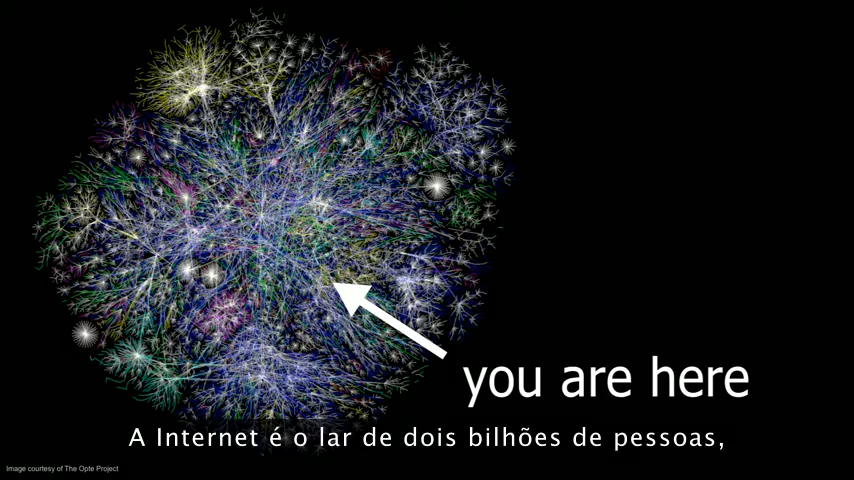 you are here
A Internet é o lar de dois bilhões de pessoas,
Image courtesy of The Opte Project